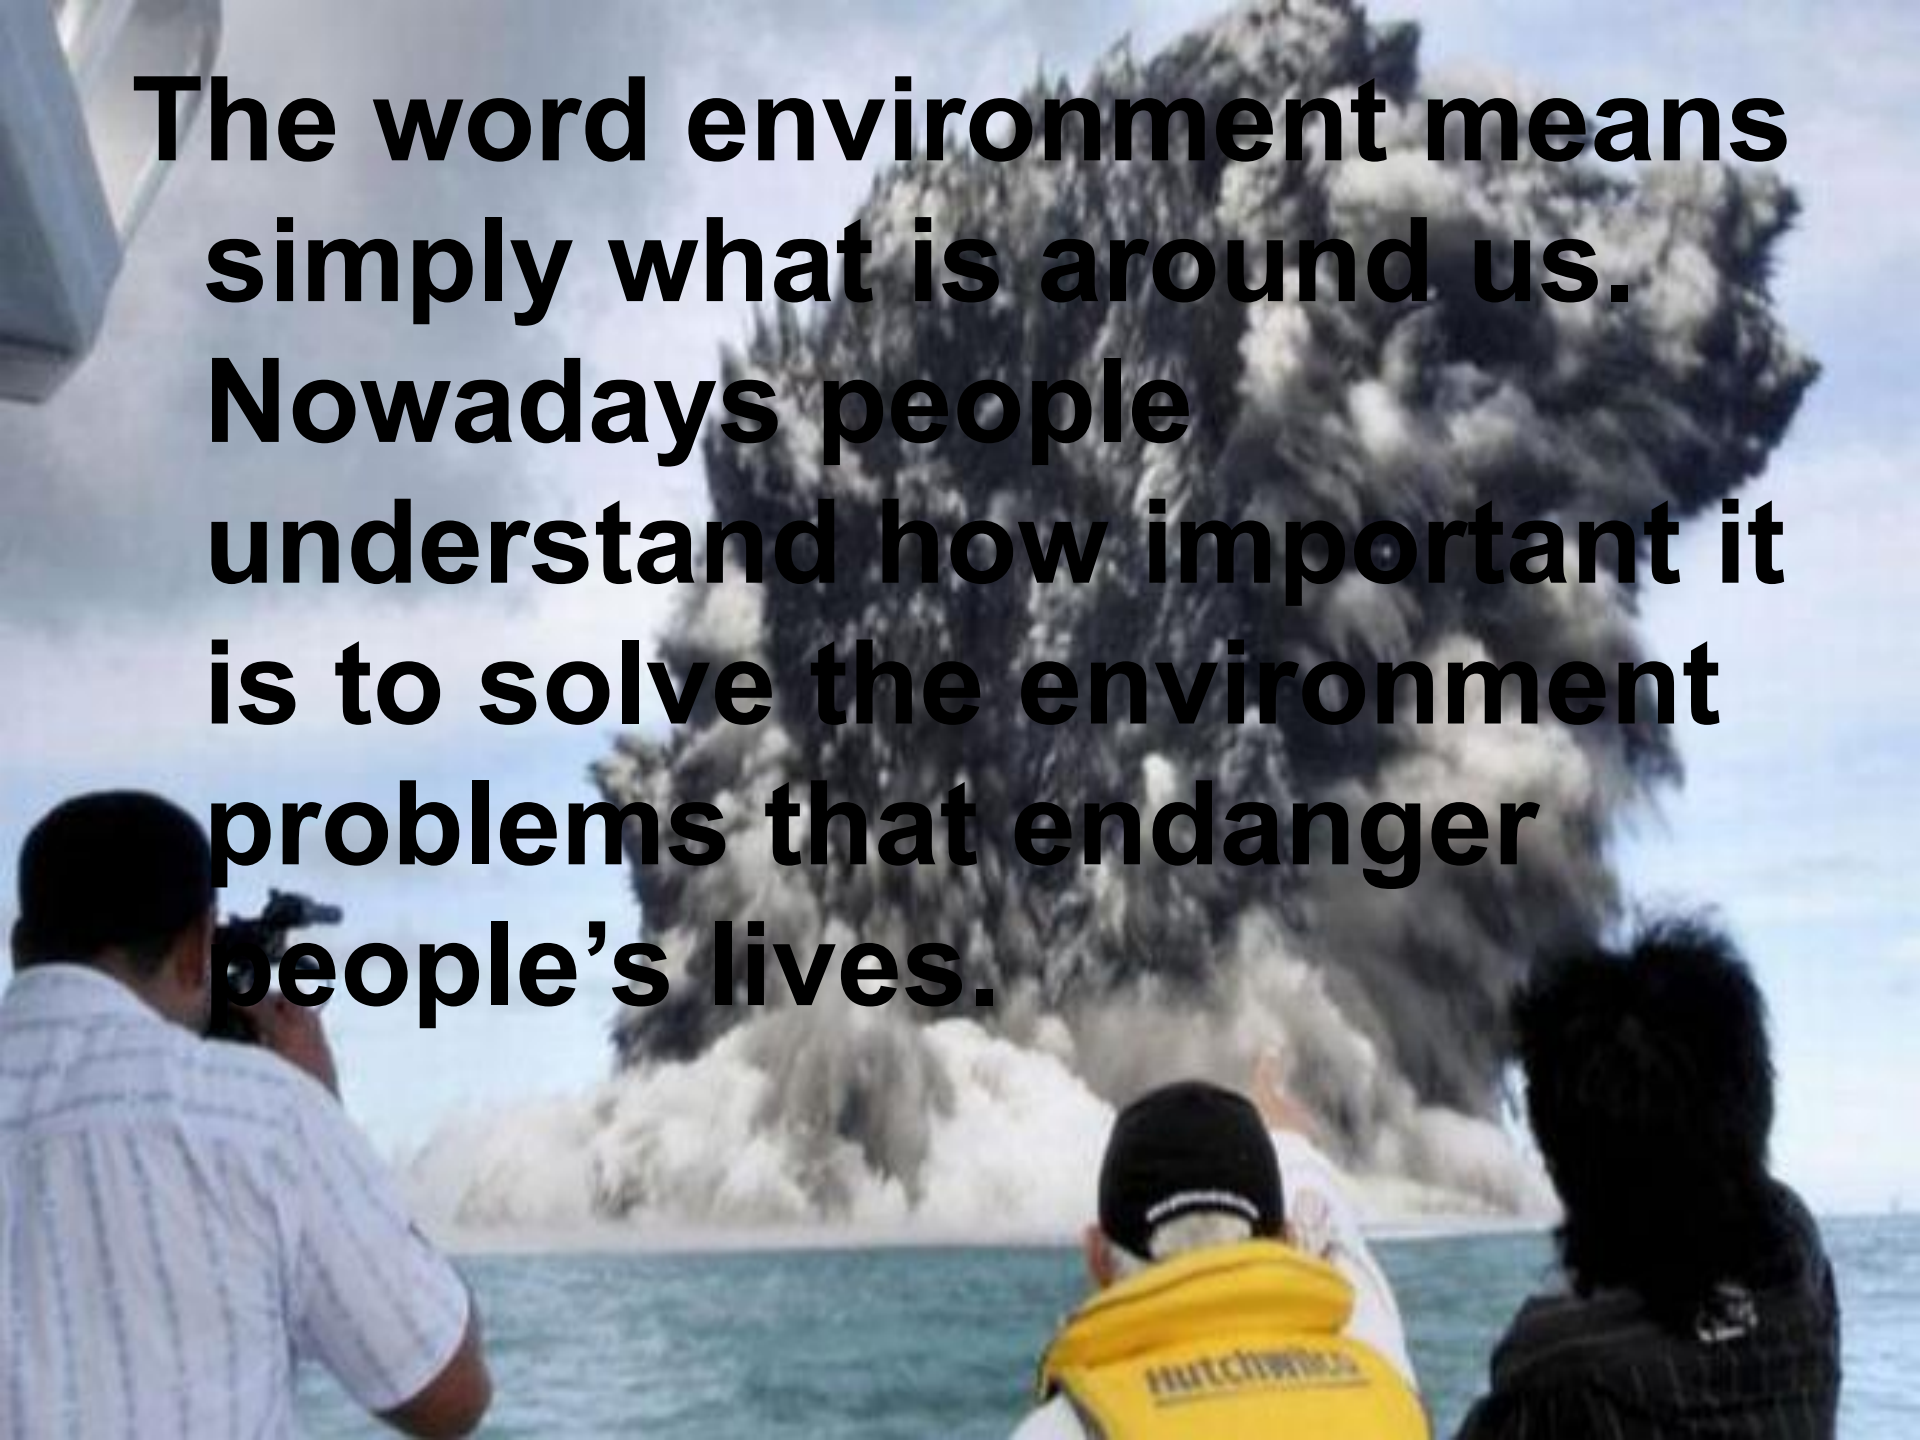 The word environment means
simply what is around us.
Nowadays people
understand how important it
is to solve the environment
problems that endanger
people’s lives.